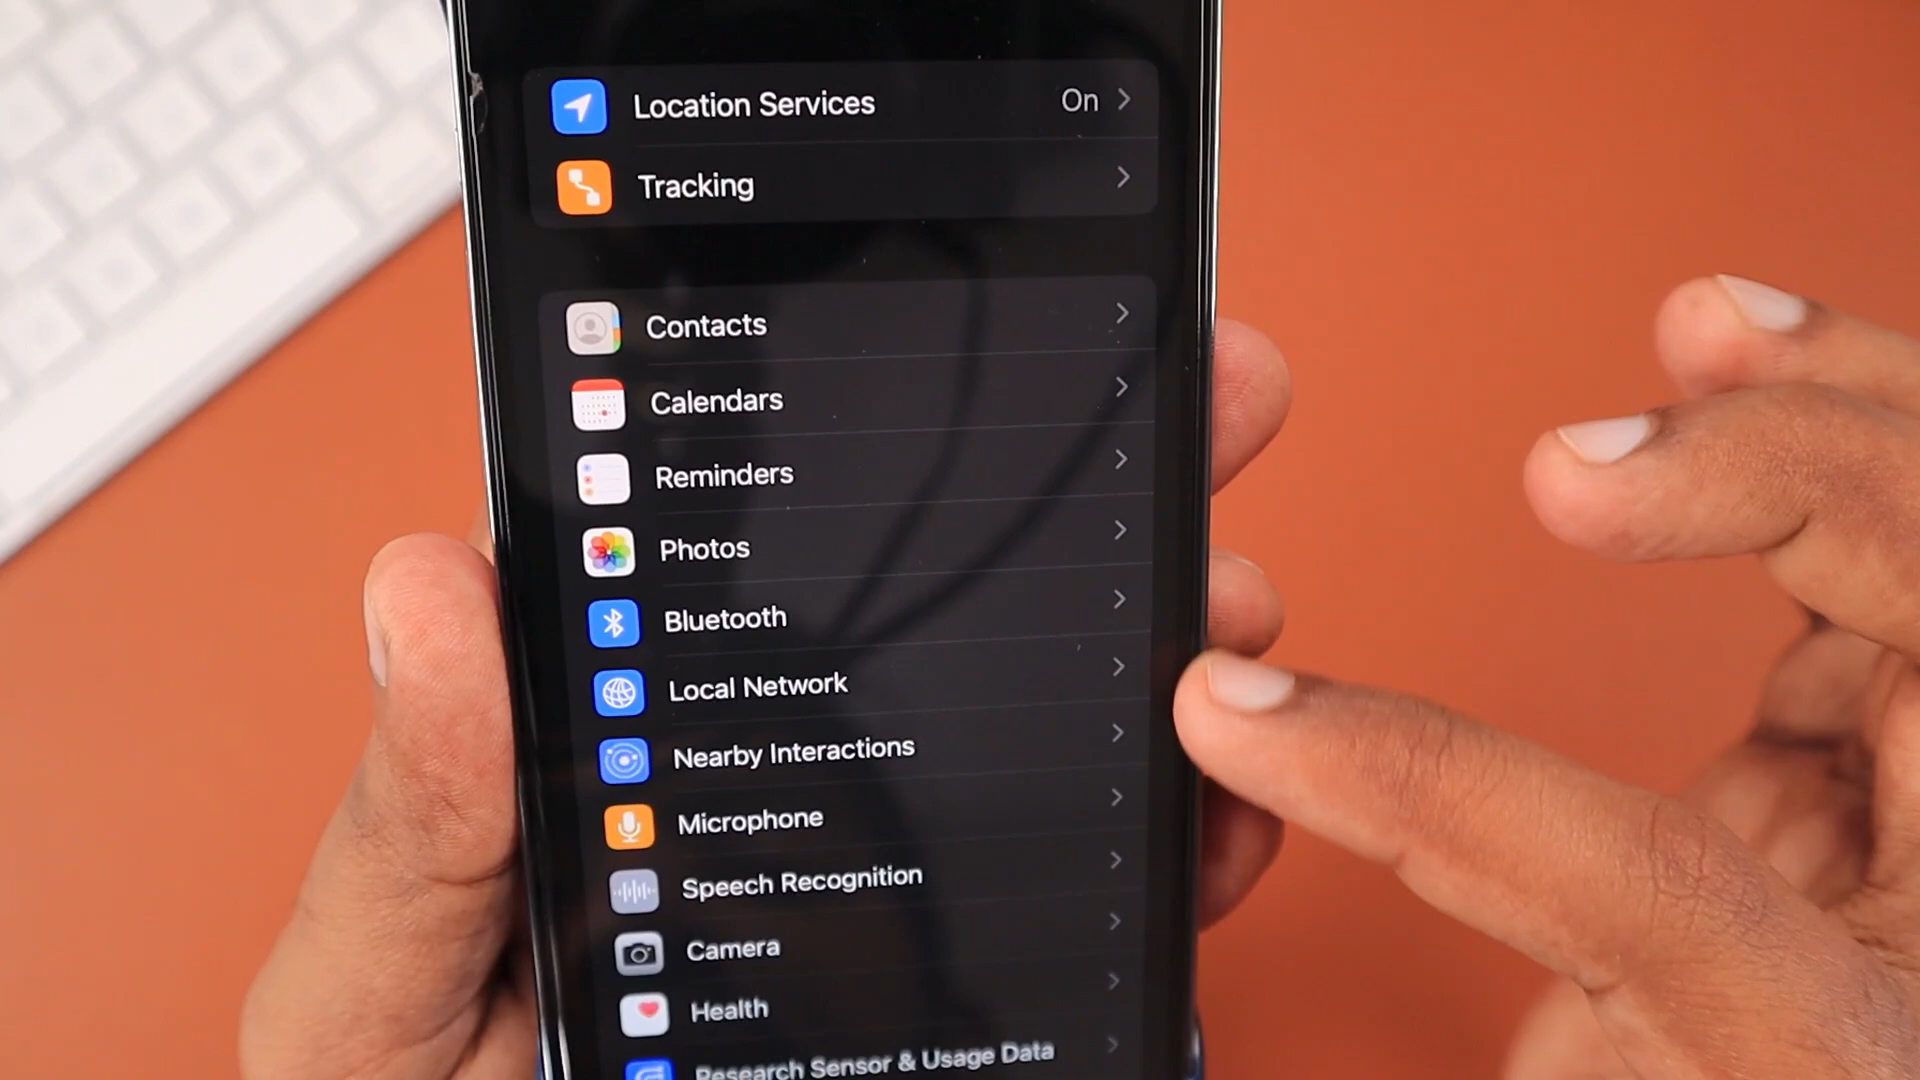 Location Services On
Tracking
Contacts
Calendars
Reminders
Photos
Bluetooth
Local Network
Nearby Interactions
Microphone
Speech Recognition
Camera
Health
Research Sensor & Usage Data